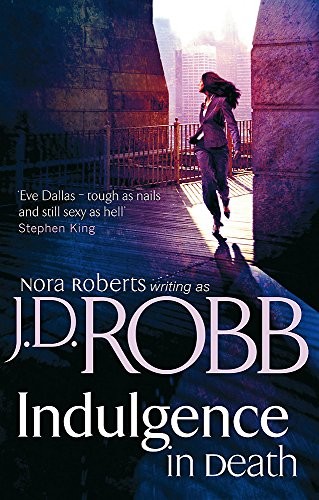 'Eve Dallas – tough as nails
and still sexy as hell'
Stephen King
Nora Roberts writing as
J.D. ROBB
Indulgence
in Death